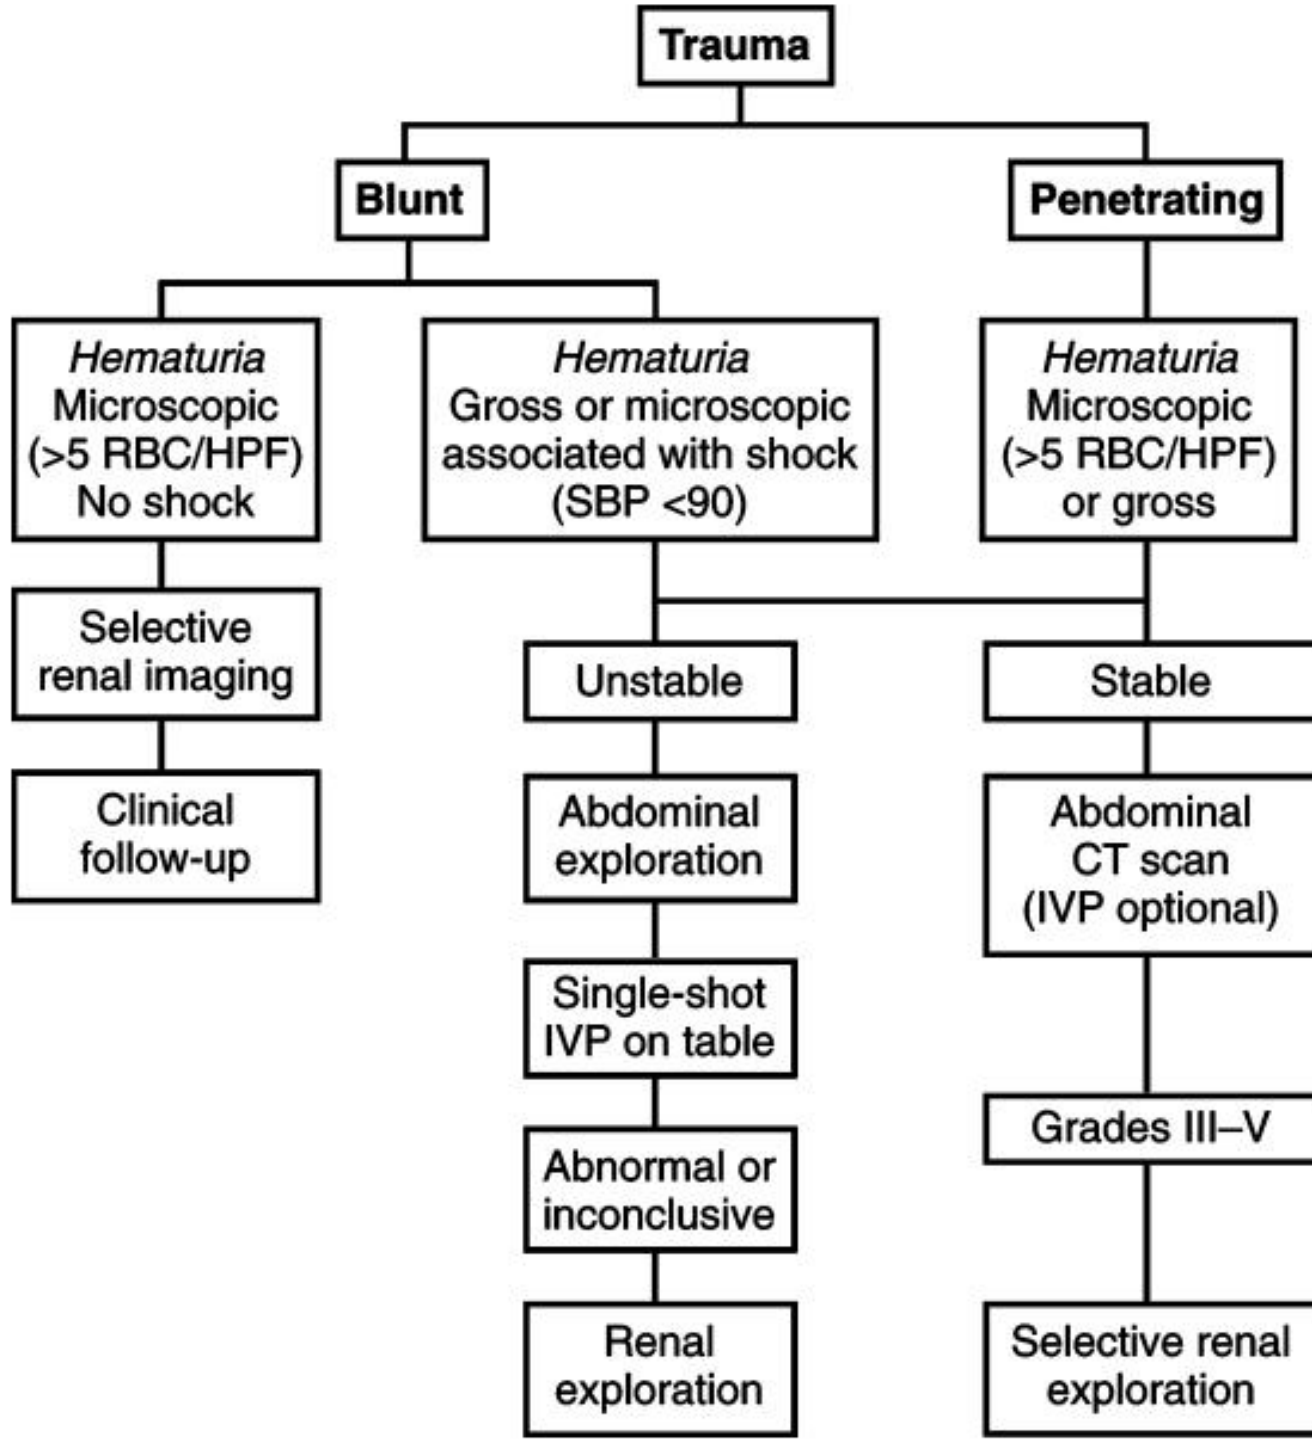 Trauma
Blunt
Penetrating
Hematuria
Microscopic
(>5 RBC/HPF)
No shock
Hematuria
Gross or microscopic
associated with shock
(SBP <90)
Hematuria
Microscopic
(>5 RBC/HPF)
or gross
Selective
renal imaging
Clinical
follow-up
Unstable
Abdominal
exploration
Single-shot
IVP on table
Abnormal or
inconclusive
Renal
exploration
Stable
Abdominal
CT scan
(IVP optional)
Grades III–V
Selective renal
exploration